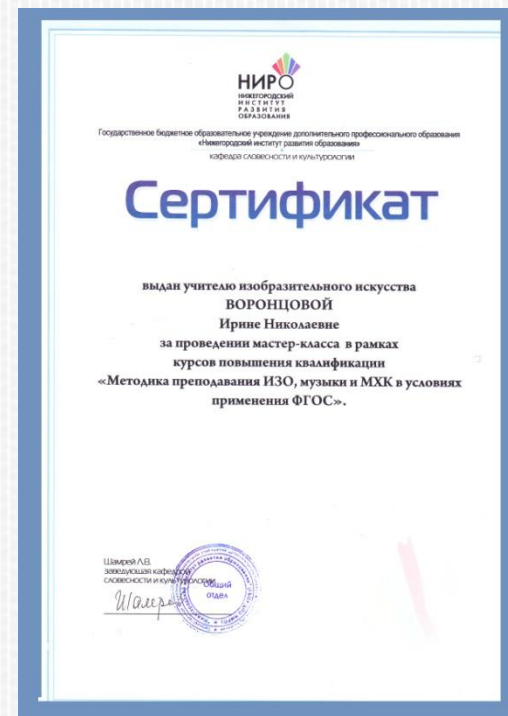 НИРО
НИЖЕГОРОДСКИЙ
ИНСТИТУТ
РАЗВИТИЯ
ОБРАЗОВАНИЯ
Государственное бюджетное образовательное учреждение дополнительного профессионального образования
«Нижегородский институт развития образования»
кафедра словесности и культурологии
Сертификат
выдан учителю изобразительного искусства
ВОРОНЦОВОЙ
Ирине Николаевне
за проведении мастер-класса в рамках
курсов повышения квалификации
«Методика преподавания ИЗО, музыки и МХК в условиях
применения ФГОС».
Шамрей Л.В.
заведующая кафедрой
словесности и культурологии
Общий
отдел